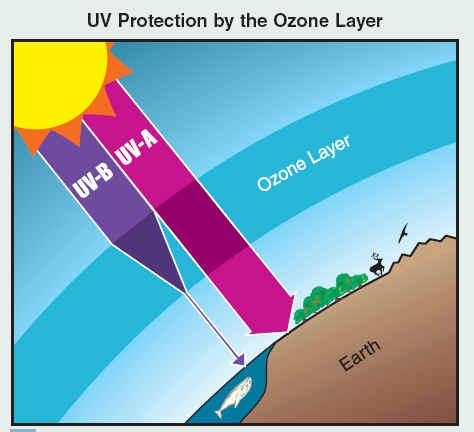 UV Protection by the Ozone Layer
UV-B
UV-A
Ozone Layer
Earth